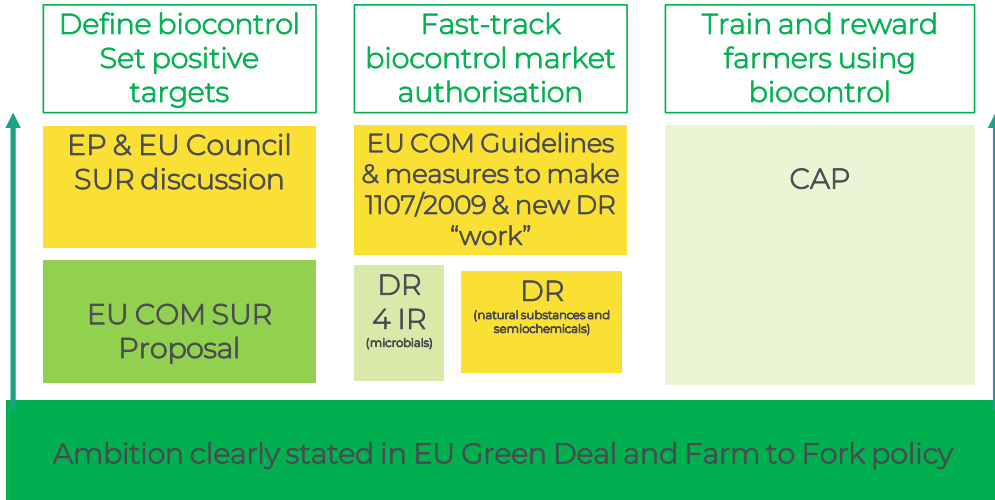 Define biocontrol
Set positive
targets
Fast-track
biocontrol market
authorisation
Train and reward
farmers using
biocontrol
EP & EU Council
SUR discussion
EU COM Guidelines
& measures to make
1107/2009 & new DR
“work”
CAP
EU COM SUR
Proposal
DR
4 IR
(microbials)
DR
(natural substances and
semiochemicals)
Ambition clearly stated in EU Green Deal and Farm to Fork policy